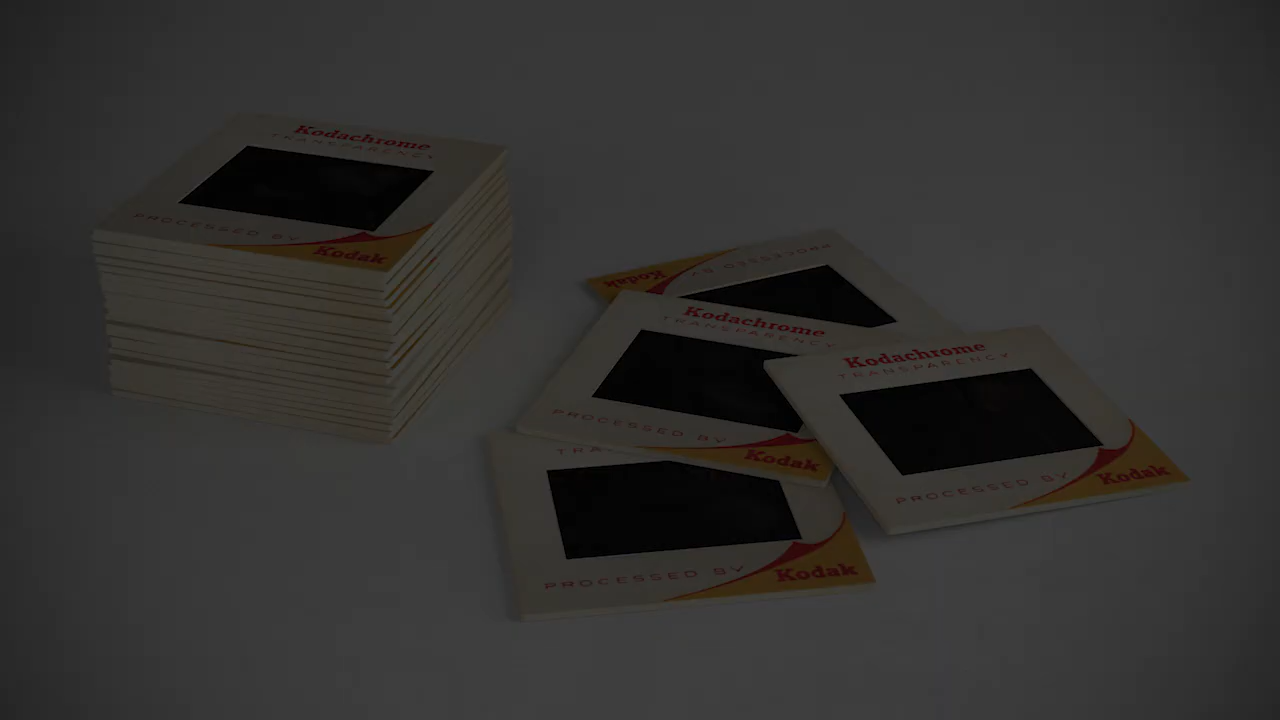 Kodachrome
TRANSPARENCY
PROCESSED BY
Kodak
PROCESSED BY
Kodak
Kodachrome
TRANSPARENCY
PROCESSED BY
Kodak
Kodachrome
TRANSPARENCY
PROCESSED BY
Kodak
TRA
PROCESSED BY
Kodak